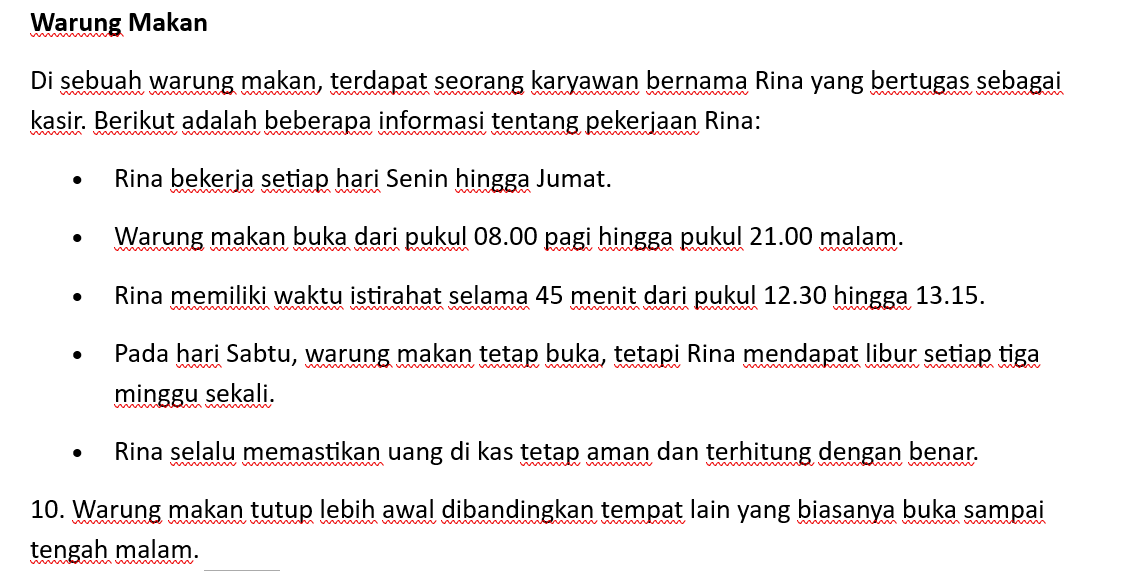 Warung Makan
Di sebuah warung makan, terdapat seorang karyawan bernama Rina yang bertugas sebagai
kasir. Berikut adalah beberapa informasi tentang pekerjaan Rina:
• Rina bekerja setiap hari Senin hingga Jumat.
• Warung makan buka dari pukul 08.00 pagi hingga pukul 21.00 malam.
• Rina memiliki waktu istirahat selama 45 menit dari pukul 12.30 hingga 13.15.
• Pada hari Sabtu, warung makan tetap buka, tetapi Rina mendapat libur setiap tiga
minggu sekali.
• Rina selalu memastikan uang di kas tetap aman dan terhitung dengan benar.
10. Warung makan tutup lebih awal dibandingkan tempat lain yang biasanya buka sampai
tengah malam.